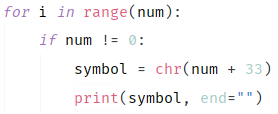 for i in range(num):
    if num != 0:
        symbol = chr(num + 33)
        print(symbol, end="")